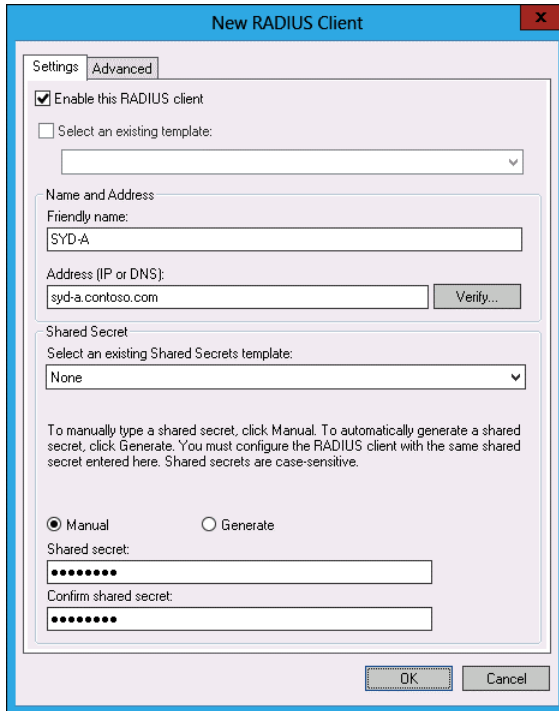 New RADIUS Client
x
Settings Advanced
Enable this RADIUS client
Select an existing template:
Name and Address
Friendly name:
SYD-A
Address (IP or DNS):
syd-a.contoso.com Verify...
Shared Secret
Select an existing Shared Secrets template:
None
To manually type a shared secret, click Manual. To automatically generate a shared
secret, click Generate. You must configure the RADIUS client with the same shared
secret entered here. Shared secrets are case-sensitive.
Manual Generate
Shared secret:
●●●●●●●●
Confirm shared secret:
●●●●●●●●
OK Cancel